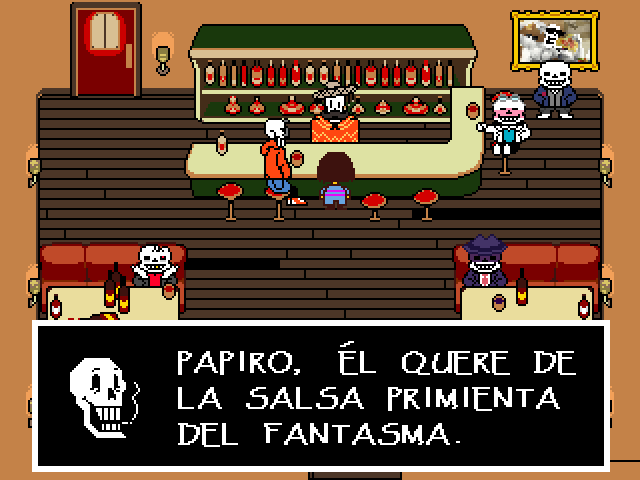 PAPIRO, ÉL QUERE DE
LA SALSA PRIMIENTA
DEL FANTASMA.